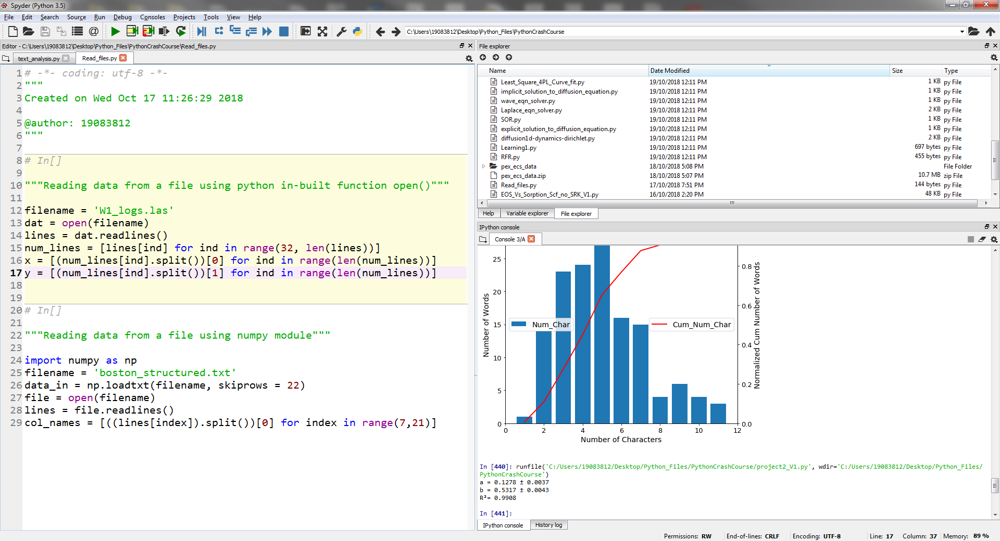 Spyder (Python 3.5)
File Edit Search Source Run Debug Consoles Projects Tools View Help
C:\Users\19083812\Desktop\Python_Files\PythonCrashCourse
Editor - C:\Users\19083812\Desktop\Python_Files\PythonCrashCourse\Read_files.py
text_analysis.py Read_files.py
1 # -*- coding: utf-8 -*-
2 """
3 Created on Wed Oct 17 11:26:29 2018
4
5 @author: 19083812
6 """
7
8 # In[]
9
10 """Reading data from a file using python in-built function open()"""
11
12 filename = 'W1_logs.las'
13 dat = open(filename)
14 lines = dat.readlines()
15 num_lines = [lines[ind] for ind in range(32, len(lines))]
16 x = [(num_lines[ind].split())[0] for ind in range(len(num_lines))]
17 y = [(num_lines[ind].split())[1] for ind in range(len(num_lines))]
18
19
20 # In[]
21
22 """Reading data from a file using numpy module"""
23
24 import numpy as np
25 filename = 'boston_structured.txt'
26 data_in = np.loadtxt(filename, skiprows = 22)
27 file = open(filename)
28 lines = file.readlines()
29 col_names = [((lines[index]).split())[0] for index in range(7,21)]
File explorer
Name Date Modified Size Type
Least_Square_4PL_Curve_fit.py 19/10/2018 12:11 PM 1 KB py File
implicit_solution_to_diffusion_equation.py 19/10/2018 12:11 PM 1 KB py File
wave_eqn_solver.py 19/10/2018 12:11 PM 1 KB py File
Laplace_eqn_solver.py 19/10/2018 12:11 PM 2 KB py File
SOR.py 19/10/2018 12:11 PM 1 KB py File
explicit_solution_to_diffusion_equation.py 19/10/2018 12:11 PM 1 KB py File
diffusion1d-dynamics-dirichlet.py 19/10/2018 12:11 PM 2 KB py File
Learning1.py 19/10/2018 12:11 PM 697 bytes py File
RFR.py 19/10/2018 12:11 PM 455 bytes py File
pex_ecs_data 18/10/2018 5:08 PM File Folder
pex_ecs_data.zip 18/10/2018 5:07 PM 10.7 MB zip File
Read_files.py 17/10/2018 7:51 PM 144 bytes py File
EOS_Vs_Sorption_Scf_no_SRK_V1.py 16/10/2018 2:20 PM 48 KB py File
Help Variable explorer File explorer
IPython console
Console 3/A
25
20
15
10
5
0
Number of Words
Num_Char
Cum_Num_Char
0.8
0.6
0.4
0.2
0.0
Normalized Cum Number of Words
0 2 4 6 8 10 12
Number of Characters
In [440]: runfile('C:/Users/19083812/Desktop/Python_Files/PythonCrashCourse/project2_V1.py', wdir='C:/Users/19083812/Desktop/Python_Files/
PythonCrashCourse')
a = 0.1278 ± 0.0037
b = 0.5317 ± 0.0043
R²= 0.9908
In [441]:
IPython console History log
Permissions: RW End-of-lines: CRLF Encoding: UTF-8 Line: 17 Column: 37 Memory: 89 %